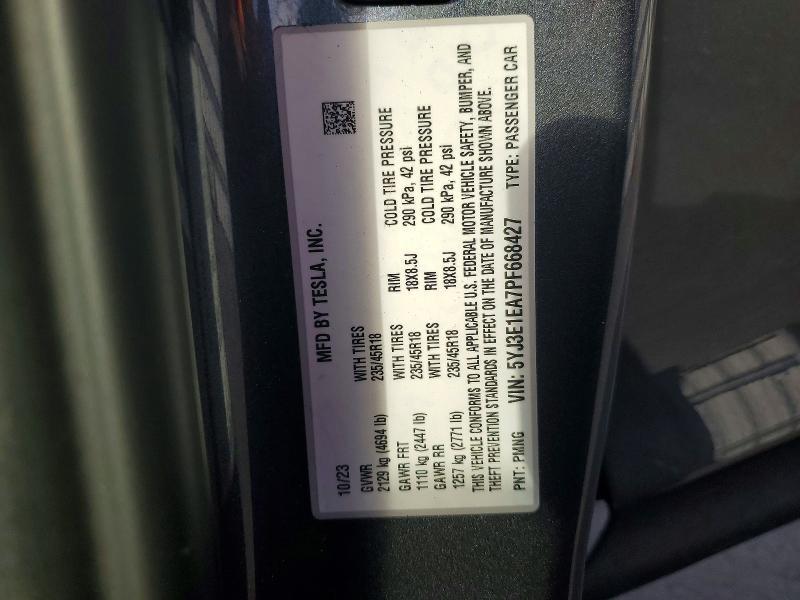 MFD BY TESLA, INC.
10/23
GVWR WITH TIRES RIM COLD TIRE PRESSURE
2129 kg (4694 lb) 235/45R18 18X8.5J 290 kPa, 42 psi
GAWR FRT WITH TIRES RIM COLD TIRE PRESSURE
1110 kg (2447 lb) 235/45R18 18X8.5J 290 kPa, 42 psi
GAWR RR
1257 kg (2771 lb) 235/45R18
THIS VEHICLE CONFORMS TO ALL APPLICABLE U.S. FEDERAL MOTOR VEHICLE SAFETY, BUMPER, AND
THEFT PREVENTION STANDARDS IN EFFECT ON THE DATE OF MANUFACTURE SHOWN ABOVE.
PNT: PMNG VIN: 5YJ3E1EA7PF668427 TYPE: PASSENGER CAR